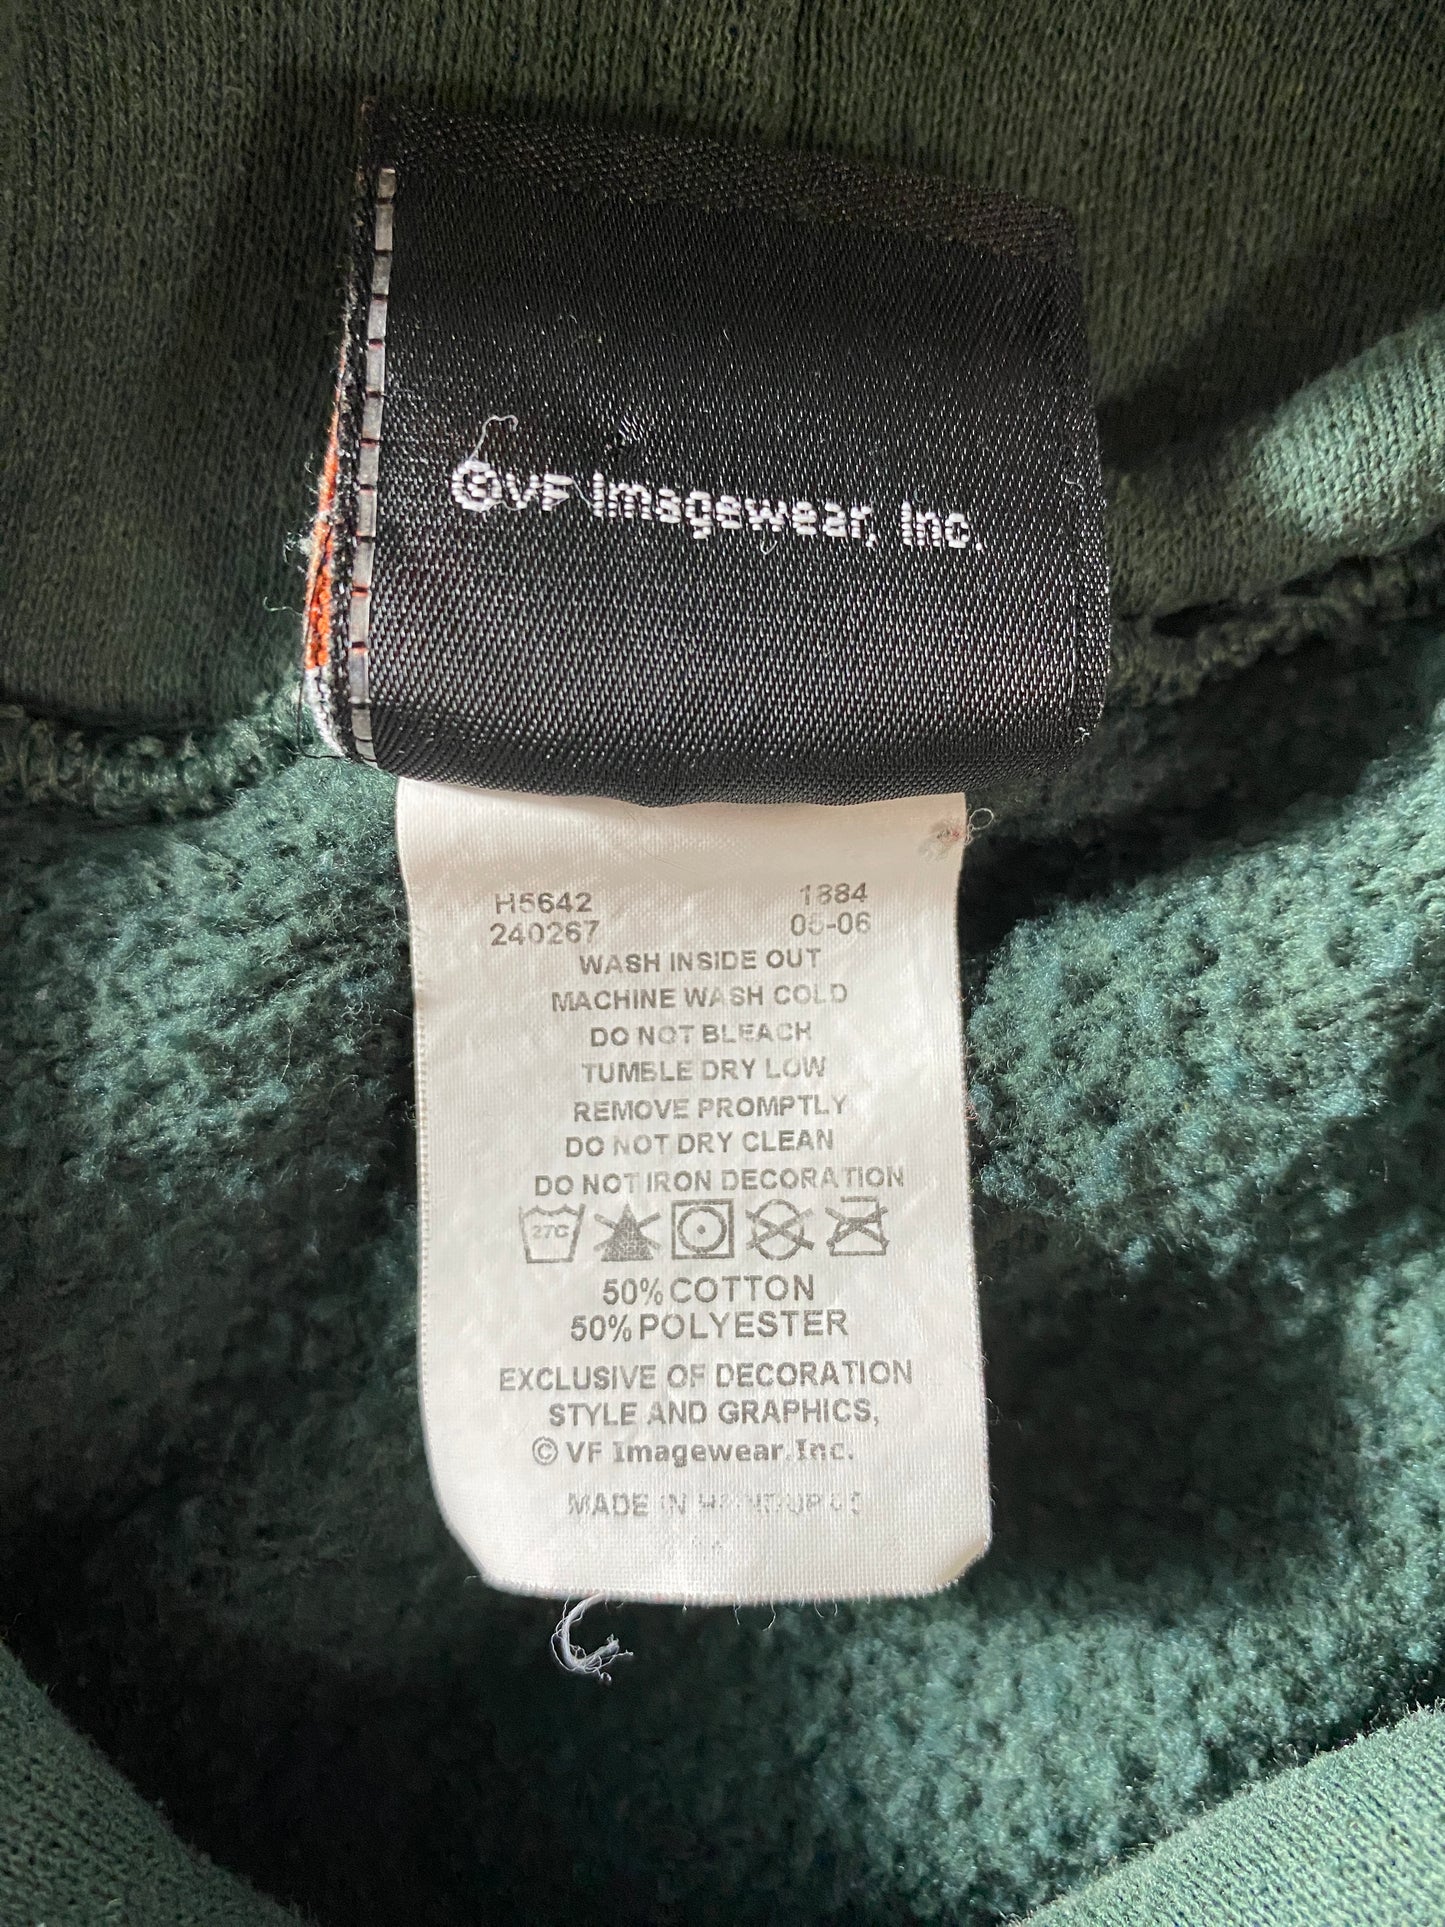 ©VF Imagewear, Inc.
H5642 1884
240267 05-06
WASH INSIDE OUT
MACHINE WASH COLD
DO NOT BLEACH
TUMBLE DRY LOW
REMOVE PROMPTLY
DO NOT DRY CLEAN
DO NOT IRON DECORATION
27C
50% COTTON
50% POLYESTER
EXCLUSIVE OF DECORATION
STYLE AND GRAPHICS,
© VF Imagewear, Inc.
MADE IN